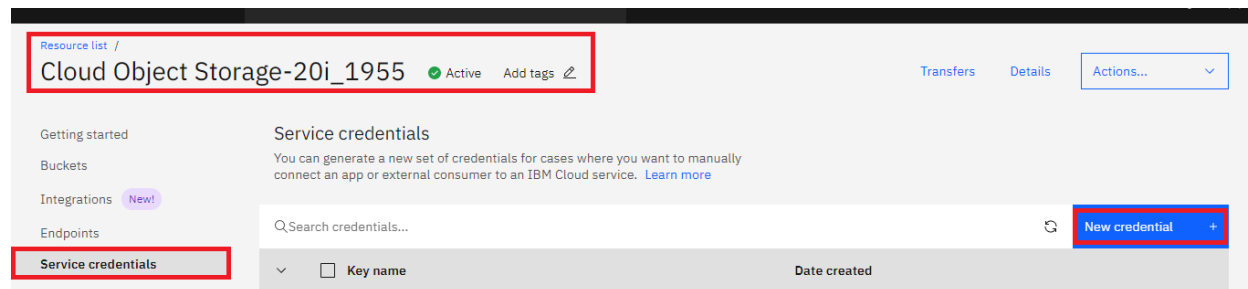 Resource list /
Cloud Object Storage-20i_1955 Active Add tags
Transfers Details Actions...
Getting started
Buckets
Integrations New!
Endpoints
Service credentials
Service credentials
You can generate a new set of credentials for cases where you want to manually
connect an app or external consumer to an IBM Cloud service. Learn more
Search credentials...
New credential +
Key name Date created